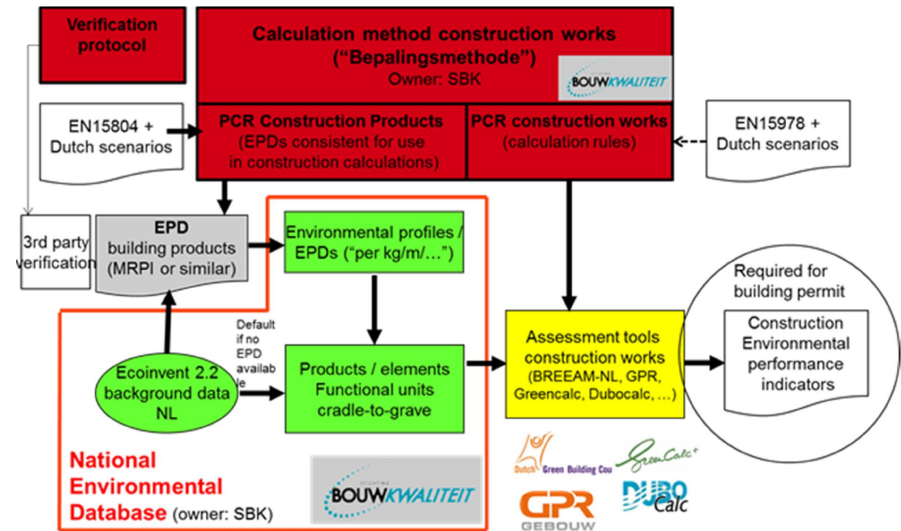 Verification
protocol
Calculation method construction works
(“Bepalingsmethode”)
Owner: SBK
STICHTING
BOUWKWALITEIT
EN15804 +
Dutch scenarios
PCR Construction Products
(EPDs consistent for use
in construction calculations)
PCR construction works
(calculation rules)
EN15978 +
Dutch scenarios
3rd party
verification
EPD
building products
(MRPI or similar)
Environmental profiles /
EPDs (“per kg/m/…”)
Required for
building permit
Default
if no
EPD
availab
le
Ecoinvent 2.2
background data
NL
Products / elements
Functional units
cradle-to-grave
Assessment tools
construction works
(BREEAM-NL, GPR,
Greencalc, Dubocalc, …)
Construction
Environmental
performance
indicators
National
Environmental
Database (owner: SBK)
STICHTING
BOUWKWALITEIT
Dutch Green Building Cou
GreenCalc+
GPR
GEBOUW
DUBO
Calc